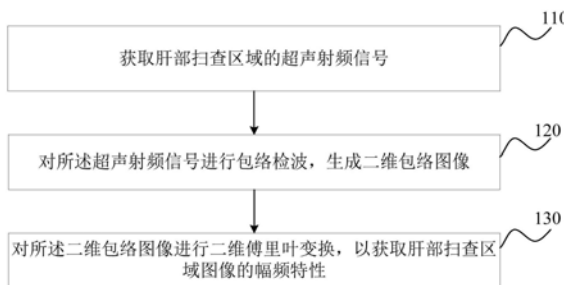 110
获取肝部扫查区域的超声射频信号
120
对所述超声射频信号进行包络检波，生成二维包络图像
130
对所述二维包络图像进行二维傅里叶变换，以获取肝部扫查区
域图像的幅频特性